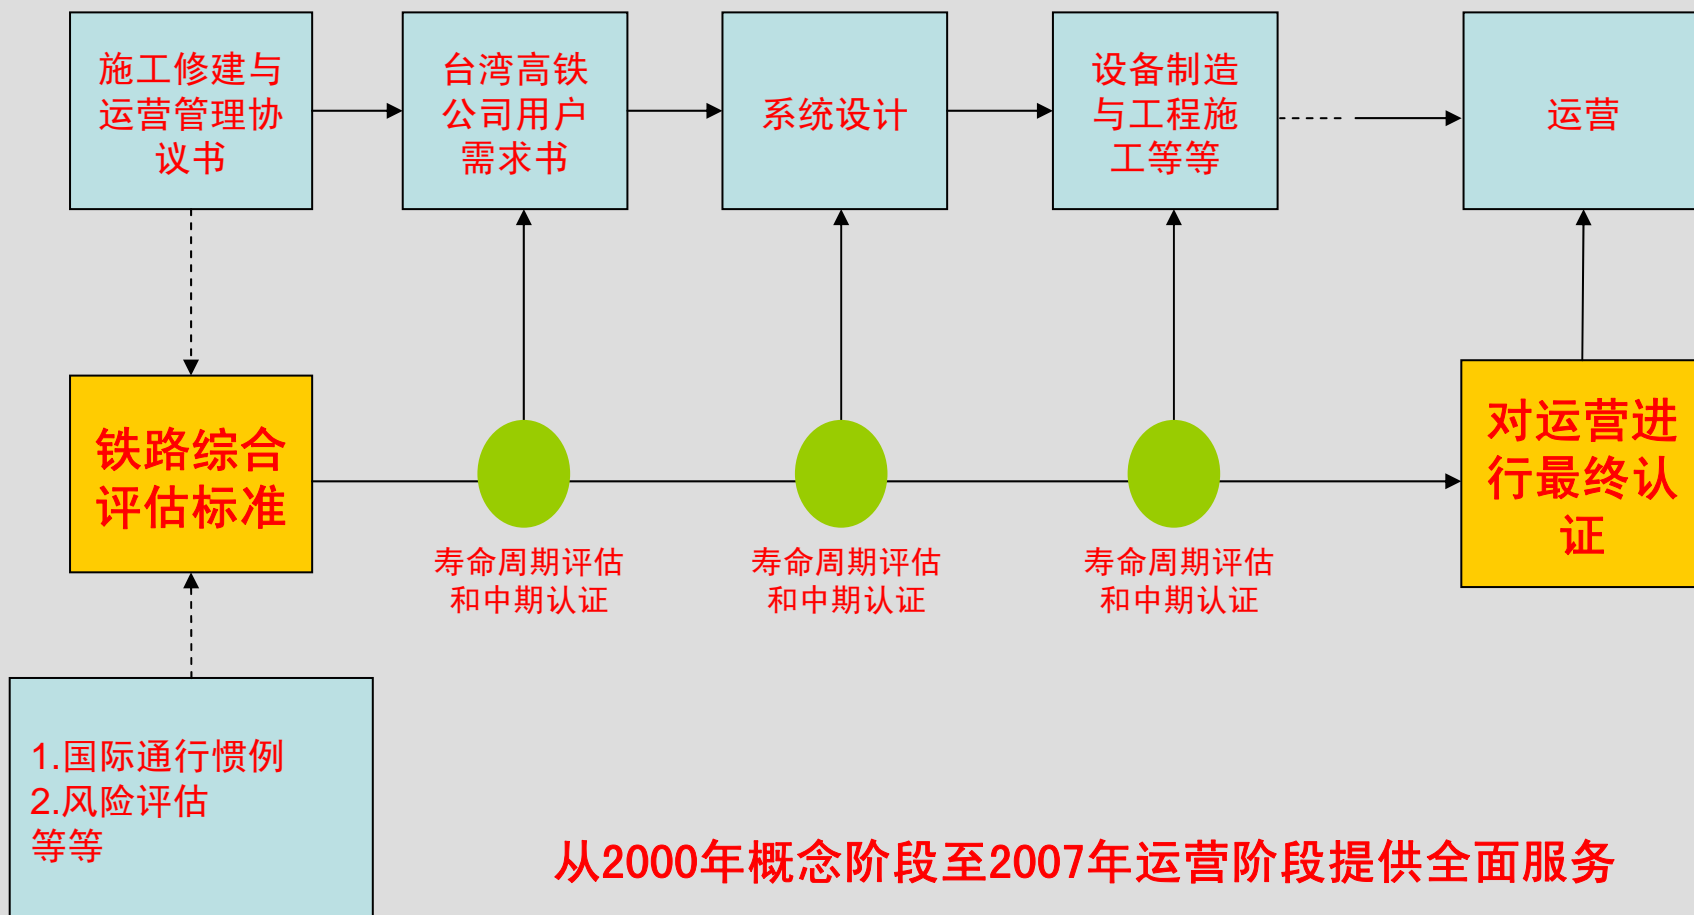 施工修建与
运营管理协
议书
台湾高铁
公司用户
需求书
系统设计
设备制造
与工程施
工等等
运营
铁路综合
评估标准
对运营进
行最终认
证
寿命周期评估
和中期认证
寿命周期评估
和中期认证
寿命周期评估
和中期认证
1.国际通行惯例
2.风险评估
等等
从2000年概念阶段至2007年运营阶段提供全面服务